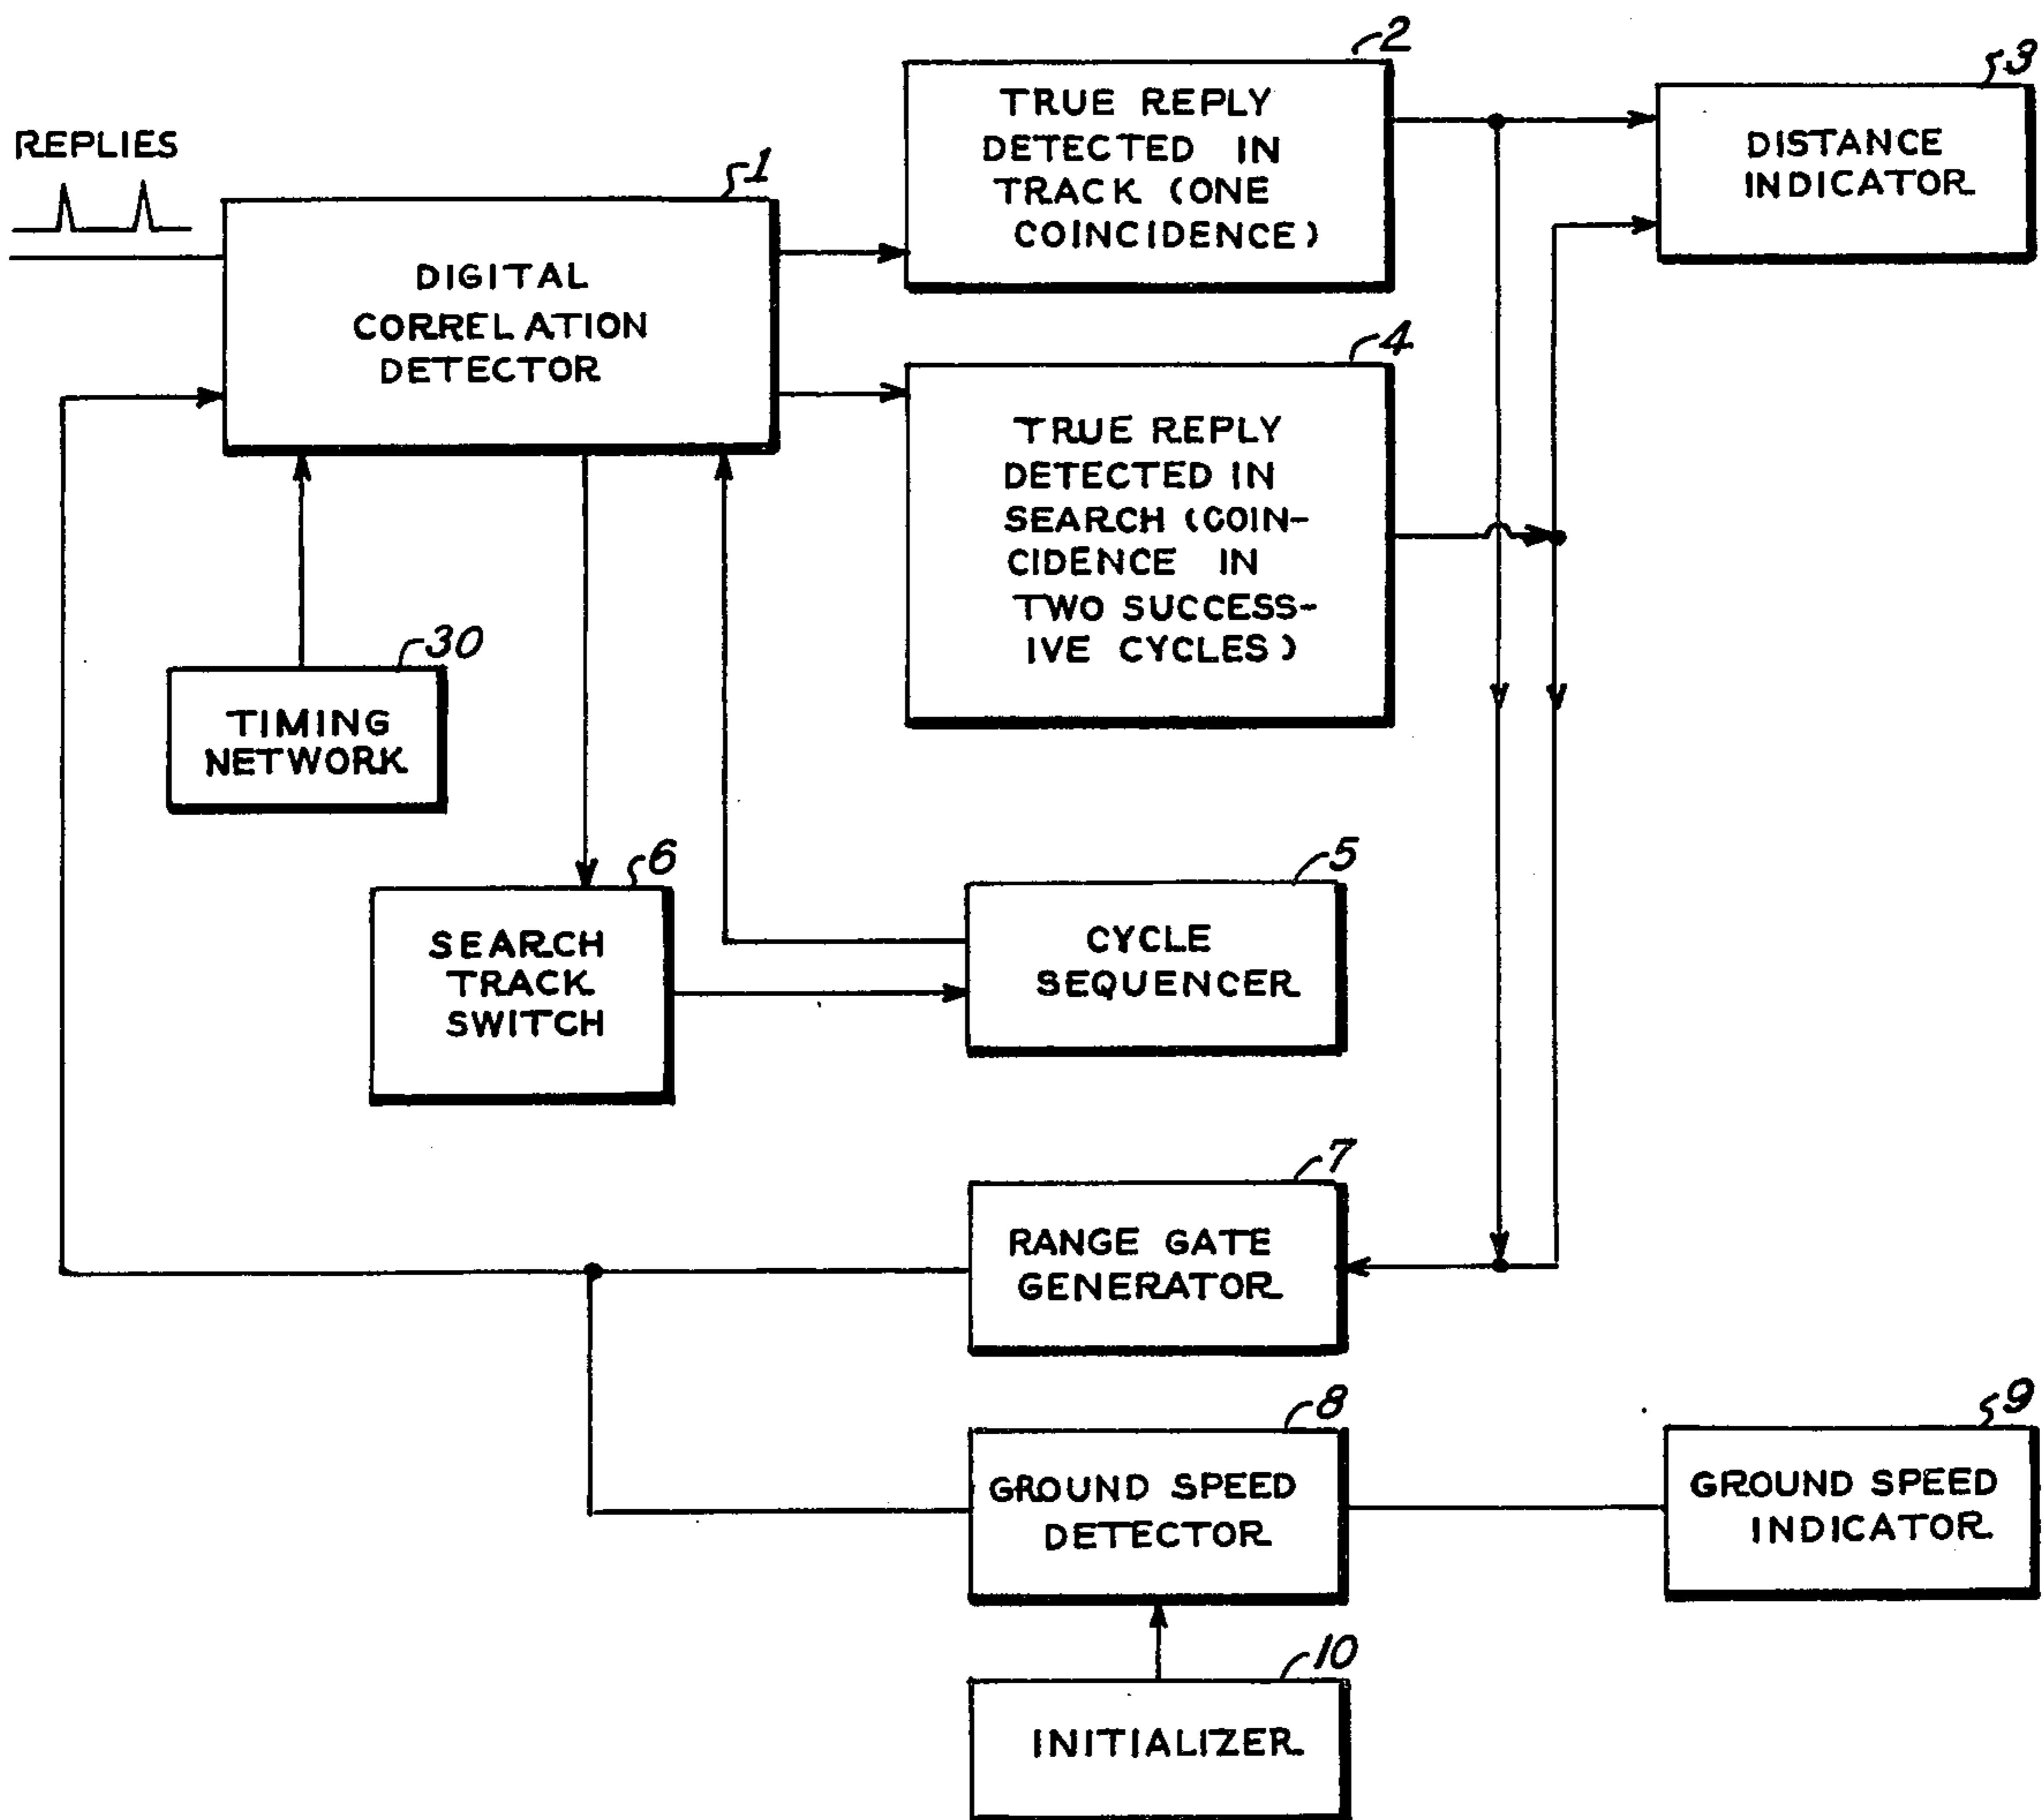 REPLIES
1
DIGITAL
CORRELATION
DETECTOR
2
TRUE REPLY
DETECTED IN
TRACK (ONE
COINCIDENCE)
3
DISTANCE
INDICATOR
4
TRUE REPLY
DETECTED IN
SEARCH (COIN-
CIDENCE IN
TWO SUCCESS-
IVE CYCLES)
30
TIMING
NETWORK
6
SEARCH
TRACK
SWITCH
5
CYCLE
SEQUENCER
7
RANGE GATE
GENERATOR
8
GROUND SPEED
DETECTOR
9
GROUND SPEED
INDICATOR
10
INITIALIZER